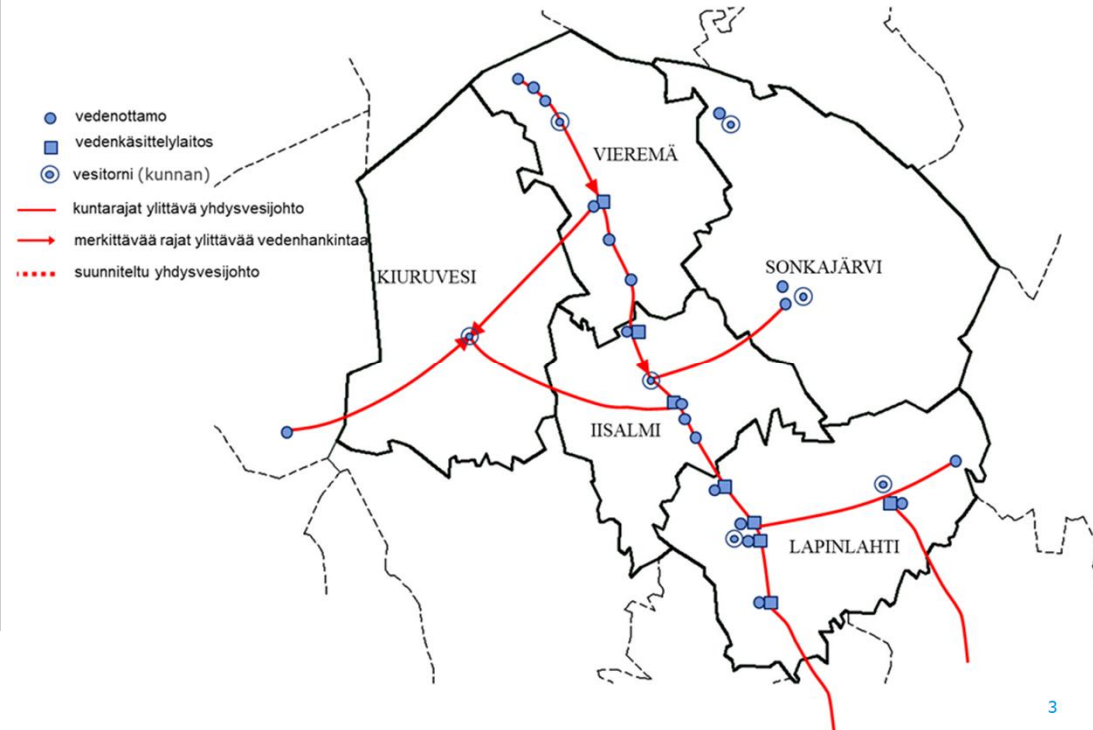 vedenottamo
vedenkäsittelylaitos
vesitorni (kunnan)
kuntarajat ylittävä yhdysvesijohto
merkittävää rajat ylittävää vedenhankintaa
suunniteltu yhdysvesijohto
VIEREMÄ
SONKAJÄRVI
KIURUVESI
IISALMI
LAPINLAHTI
3